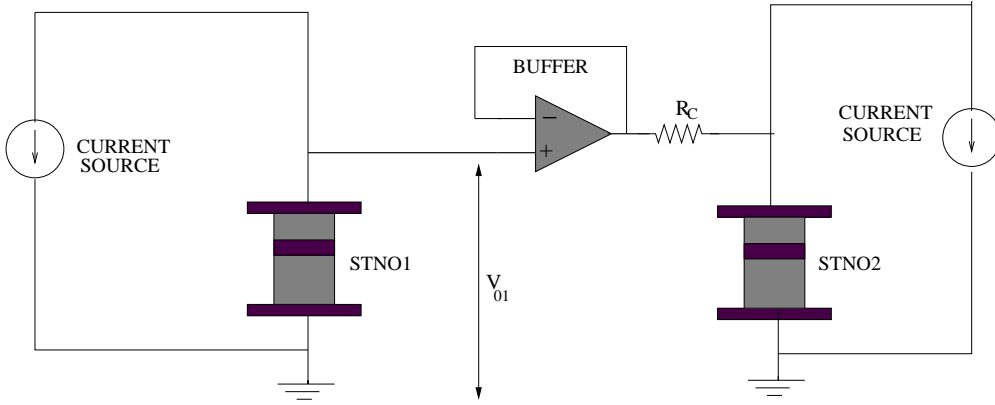 BUFFER
R_C
CURRENT
SOURCE
CURRENT
SOURCE
−
+
STNO1
V_01
STNO2